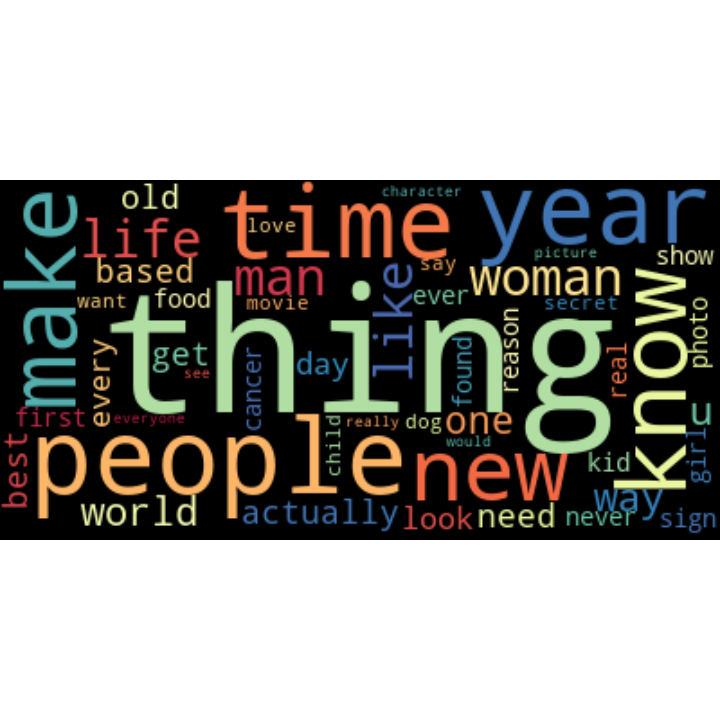 make
old
life
time
love
character
year
based
man
like
say
woman
picture
show
want
food
movie
ever
secret
know
photo
thing
every
get
see
cancer
day
found
reason
real
first
everyone
people
child
really
dog
one
would
new
kid
girl
u
best
world
actually
look
need
never
way
sign